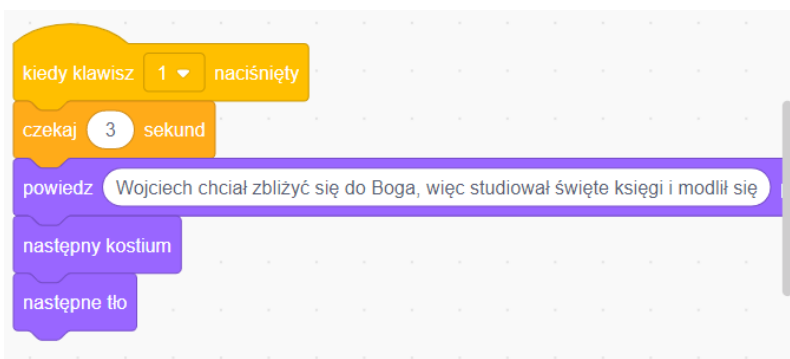 kiedy klawisz 1 naciśnięty
czekaj 3 sekund
powiedz Wojciech chciał zbliżyć się do Boga, więc studiował święte księgi i modlił się
następny kostium
następne tło